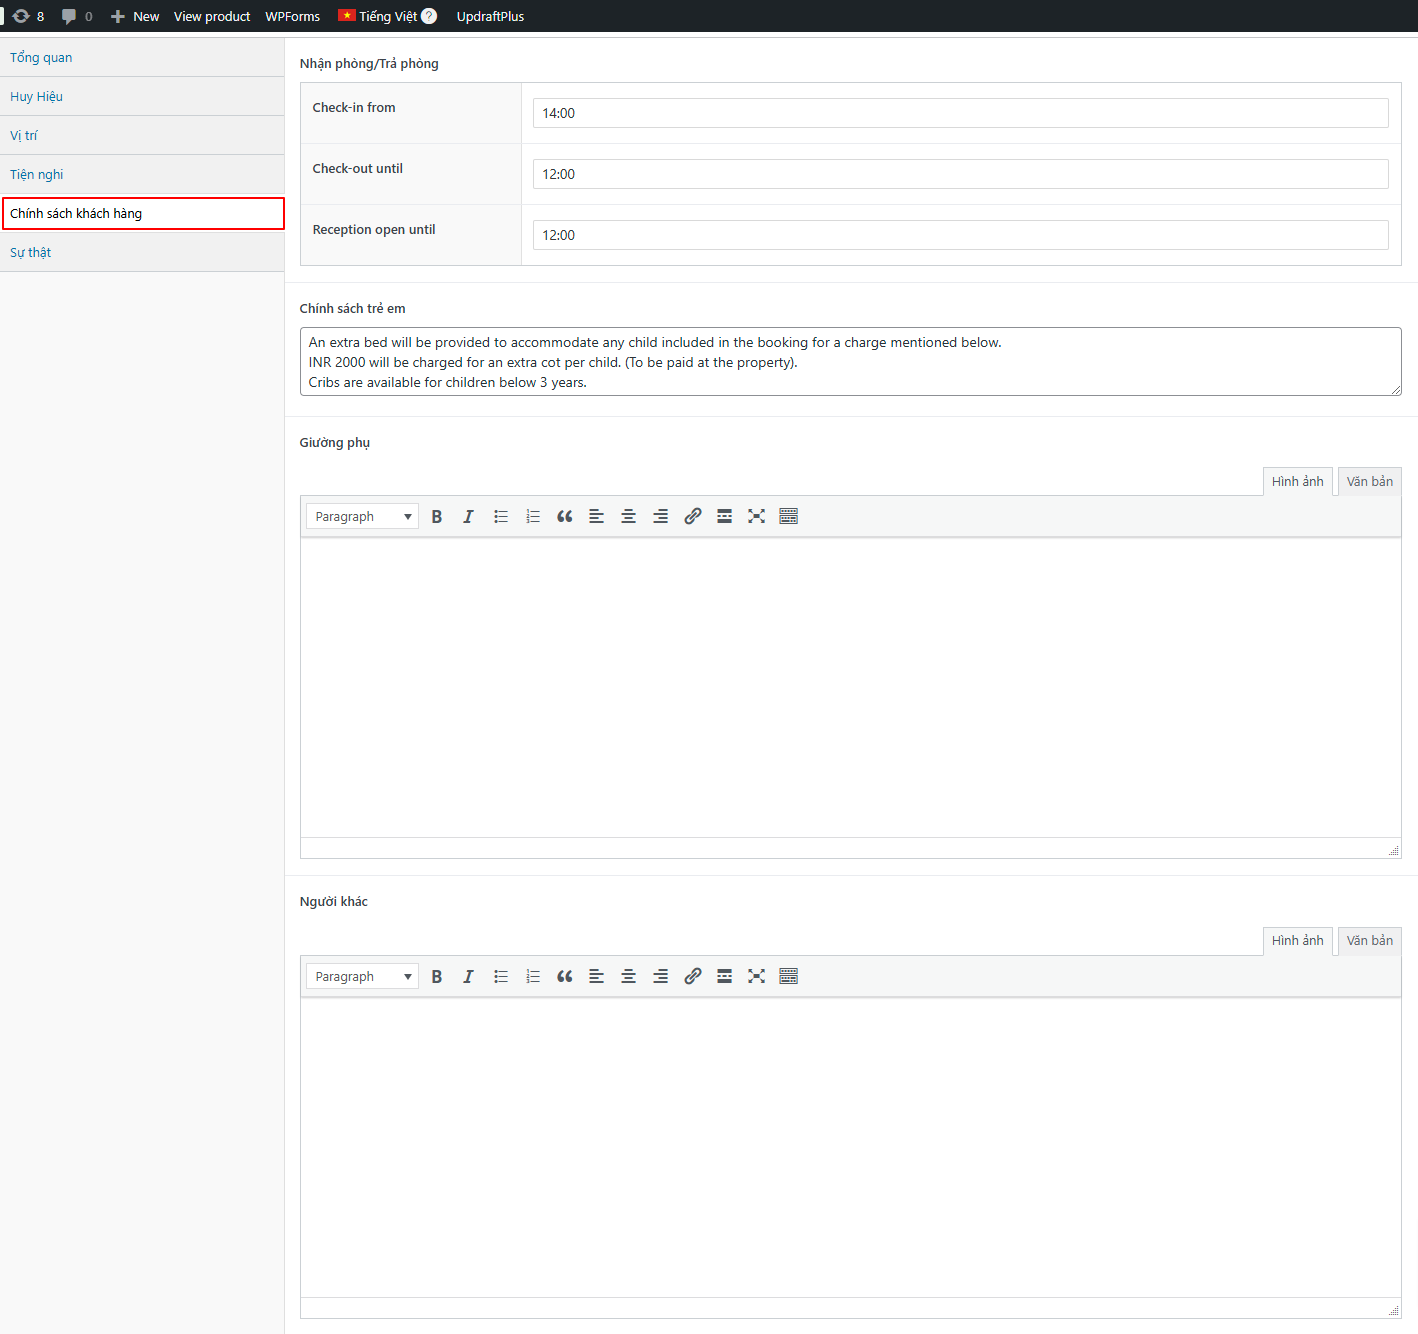 8 0 New View product WPForms Tiếng Việt ? UpdraftPlus
Tổng quan
Huy Hiệu
Vị trí
Tiện nghi
Chính sách khách hàng
Sự thật
Nhận phòng/Trả phòng
Check-in from 14:00
Check-out until 12:00
Reception open until 12:00
Chính sách trẻ em
An extra bed will be provided to accommodate any child included in the booking for a charge mentioned below.
INR 2000 will be charged for an extra cot per child. (To be paid at the property).
Cribs are available for children below 3 years.
Giường phụ
Hình ảnh Văn bản
Paragraph
Người khác
Hình ảnh Văn bản
Paragraph